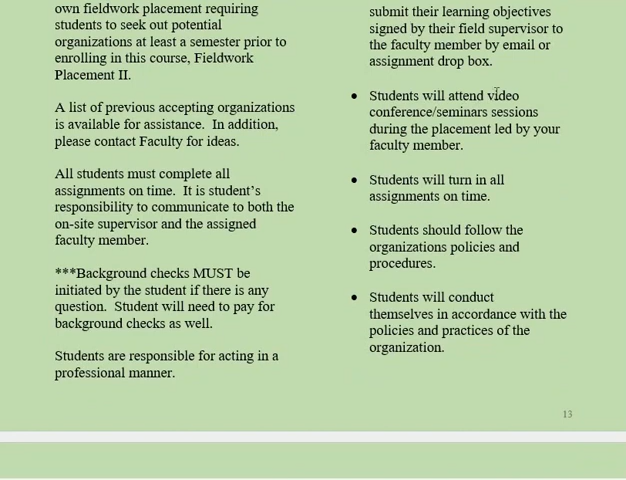 own fieldwork placement requiring
students to seek out potential
organizations at least a semester prior to
enrolling in this course, Fieldwork
Placement II.
A list of previous accepting organizations
is available for assistance.  In addition,
please contact Faculty for ideas.
All students must complete all
assignments on time.  It is student’s
responsibility to communicate to both the
on-site supervisor and the assigned
faculty member.
***Background checks MUST be
initiated by the student if there is any
question.  Student will need to pay for
background checks as well.
Students are responsible for acting in a
professional manner.
submit their learning objectives
signed by their field supervisor to
the faculty member by email or
assignment drop box.
• Students will attend video
conference/seminars sessions
during the placement led by your
faculty member.
• Students will turn in all
assignments on time.
• Students should follow the
organizations policies and
procedures.
• Students will conduct
themselves in accordance with the
policies and practices of the
organization.
13